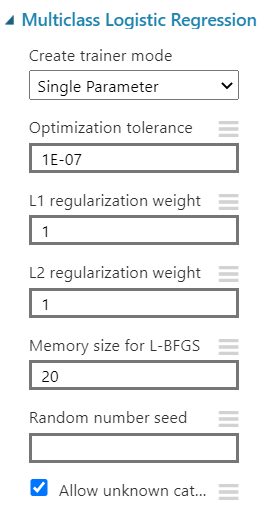 Multiclass Logistic Regression
Create trainer mode
Single Parameter
Optimization tolerance
1E-07
L1 regularization weight
1
L2 regularization weight
1
Memory size for L-BFGS
20
Random number seed
Allow unknown cat...